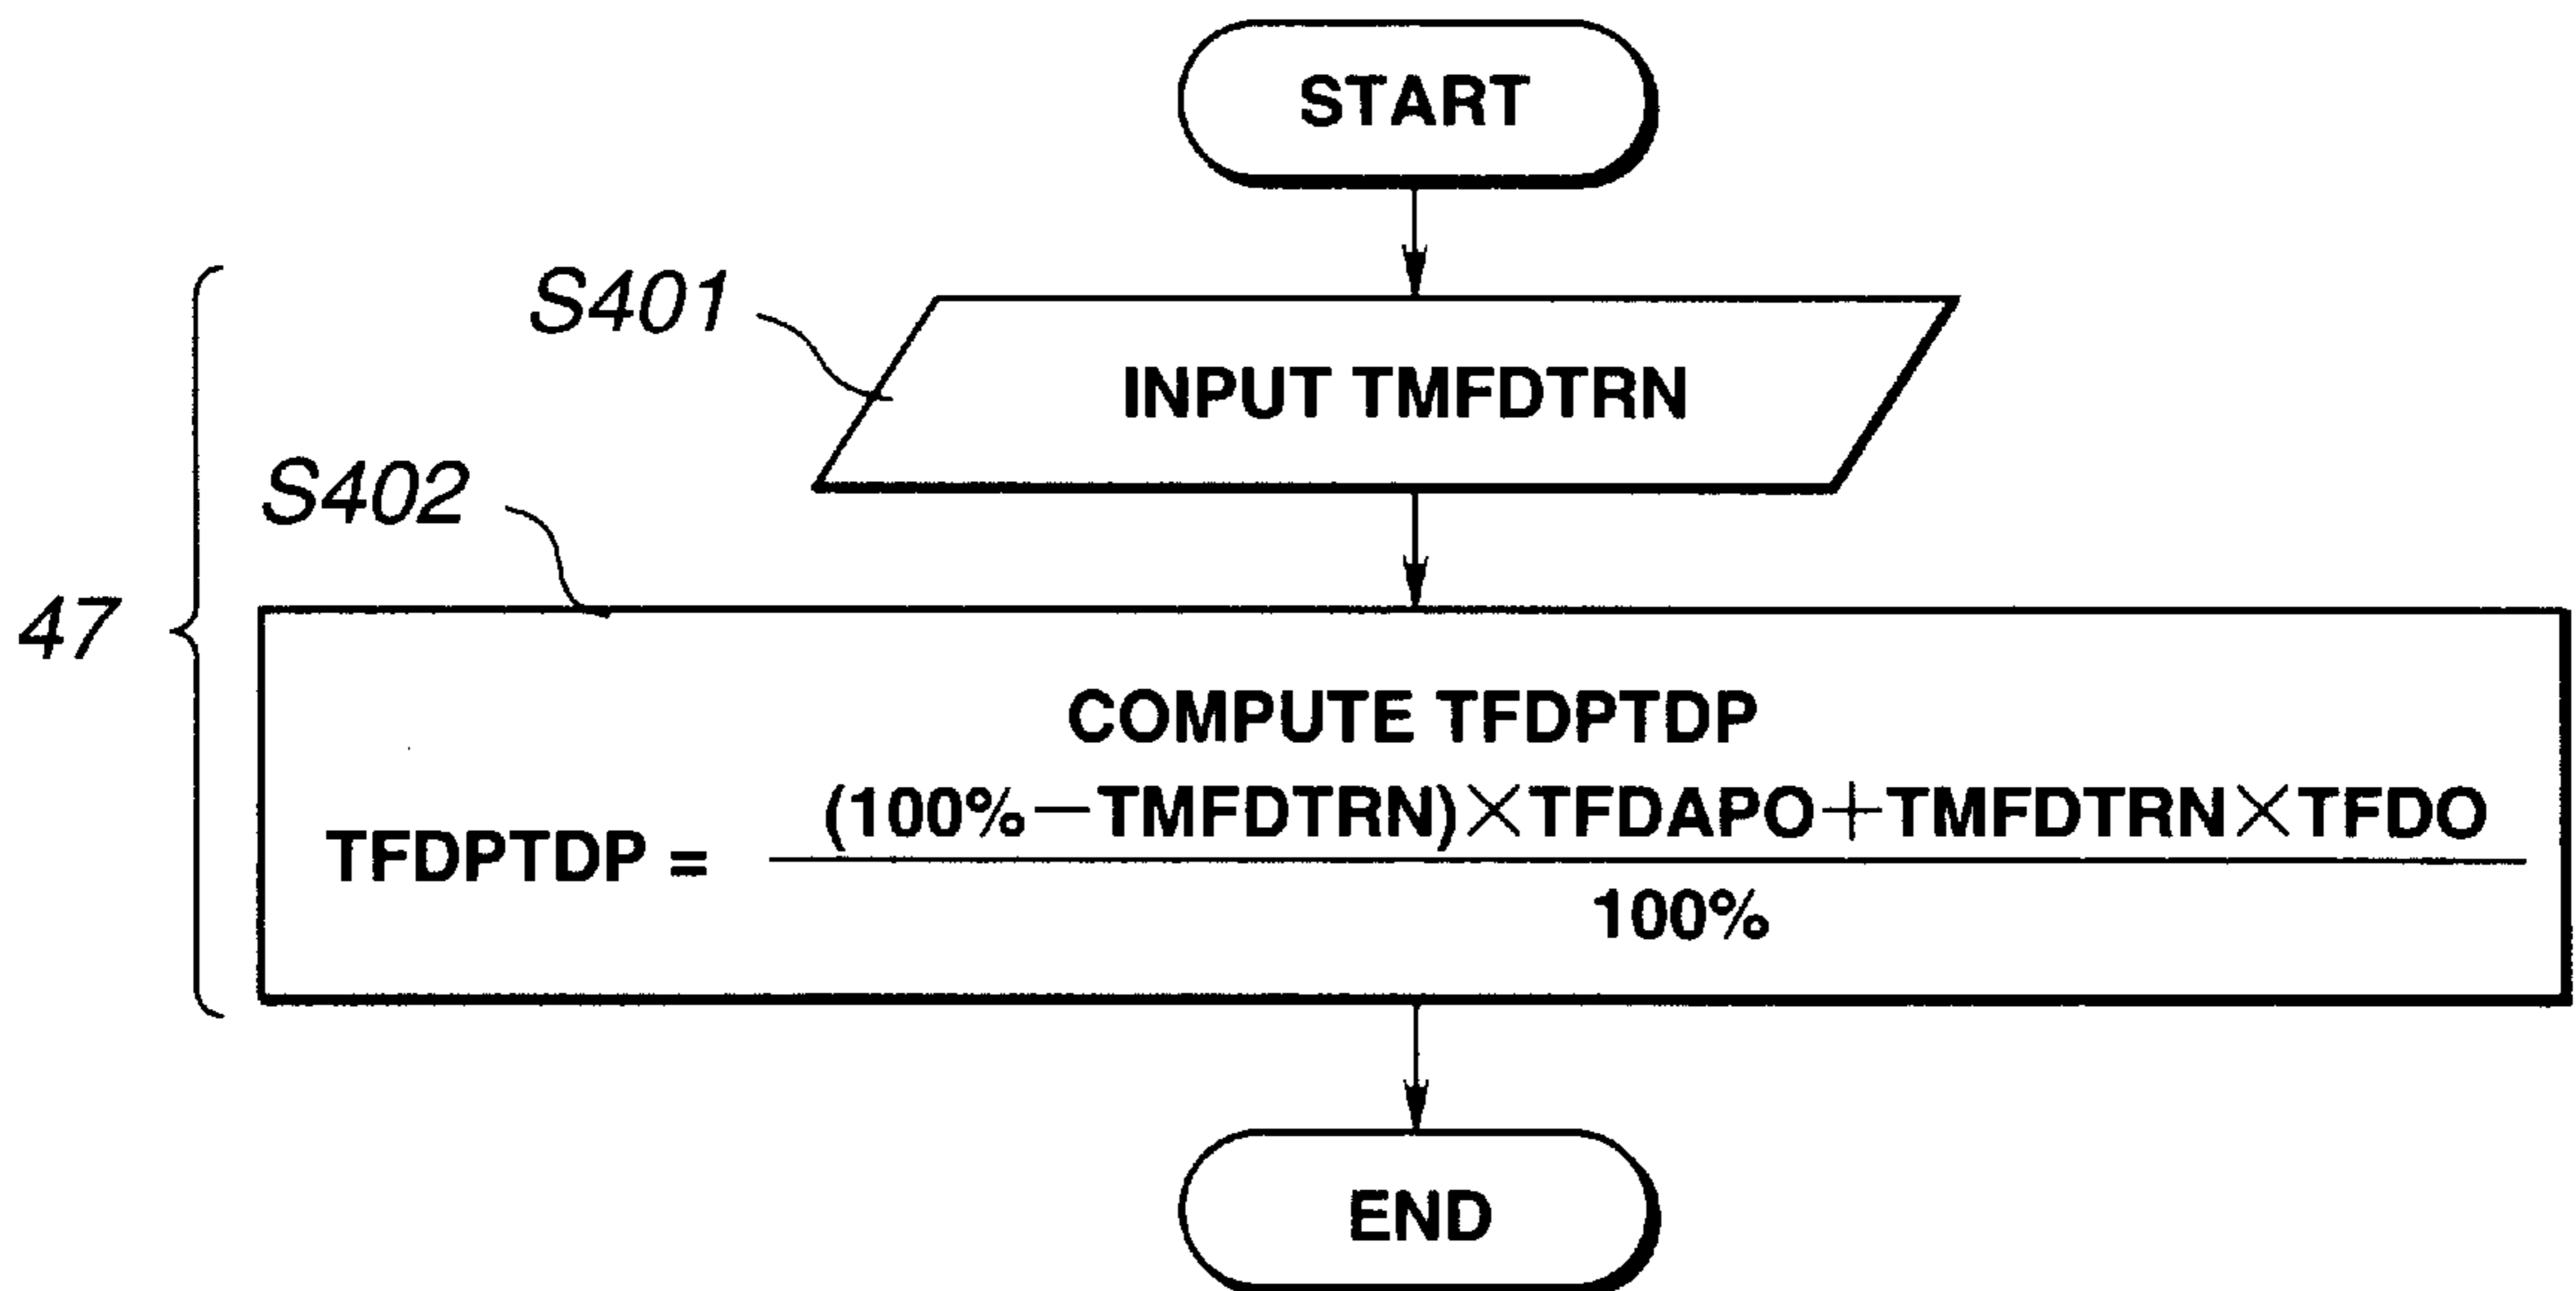 START
S401
INPUT TMFDTRN
S402
47
COMPUTE TFDPTDP
TFDPTDP = (100%−TMFDTRN)×TFDAPO+TMFDTRN×TFDO
100%
END